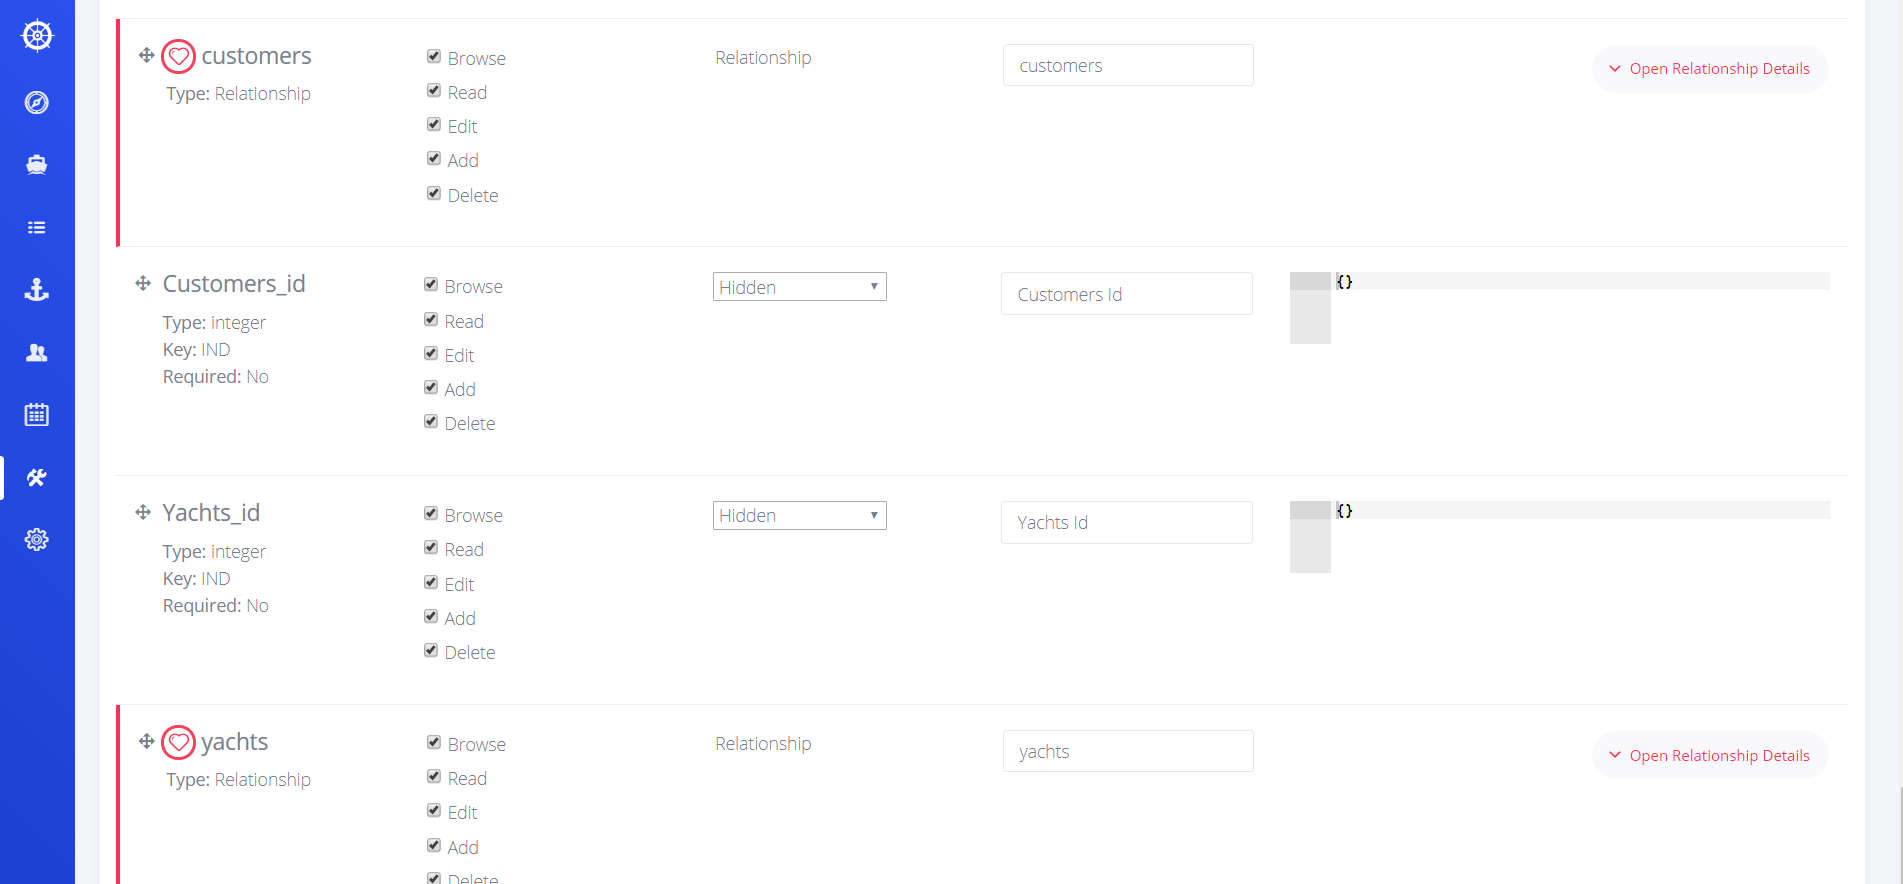 customers
Type: Relationship
Browse
Read
Edit
Add
Delete
Relationship
customers
Open Relationship Details
Customers_id
Type: integer
Key: IND
Required: No
Browse
Read
Edit
Add
Delete
Hidden
Customers Id
{}
Yachts_id
Type: integer
Key: IND
Required: No
Browse
Read
Edit
Add
Delete
Hidden
Yachts Id
{}
yachts
Type: Relationship
Browse
Read
Edit
Add
Delete
Relationship
yachts
Open Relationship Details